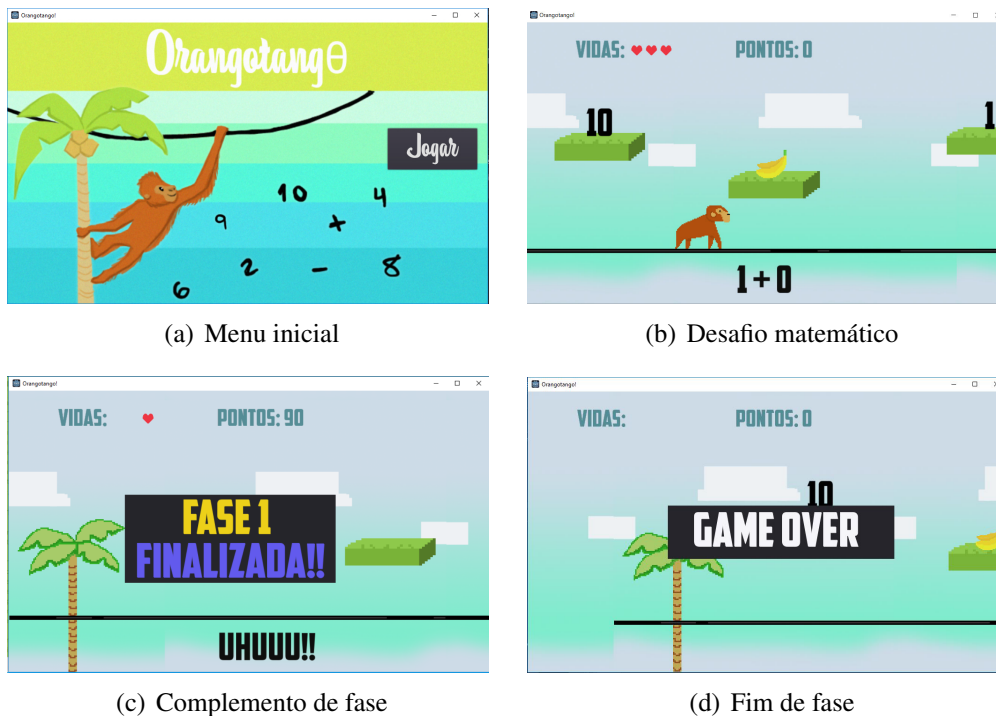 Orangotango!
Orangotango
Jogar
10 4
9 +
2 - 8
6
(a) Menu inicial
Orangotango!
VIDAS: PONTOS: 0
10 1
1 + 0
(b) Desafio matemático
Orangotango!
VIDAS: PONTOS: 90
FASE 1
FINALIZADA!!
UHUUU!!
(c) Complemento de fase
Orangotango!
VIDAS: PONTOS: 0
10
GAME OVER
(d) Fim de fase